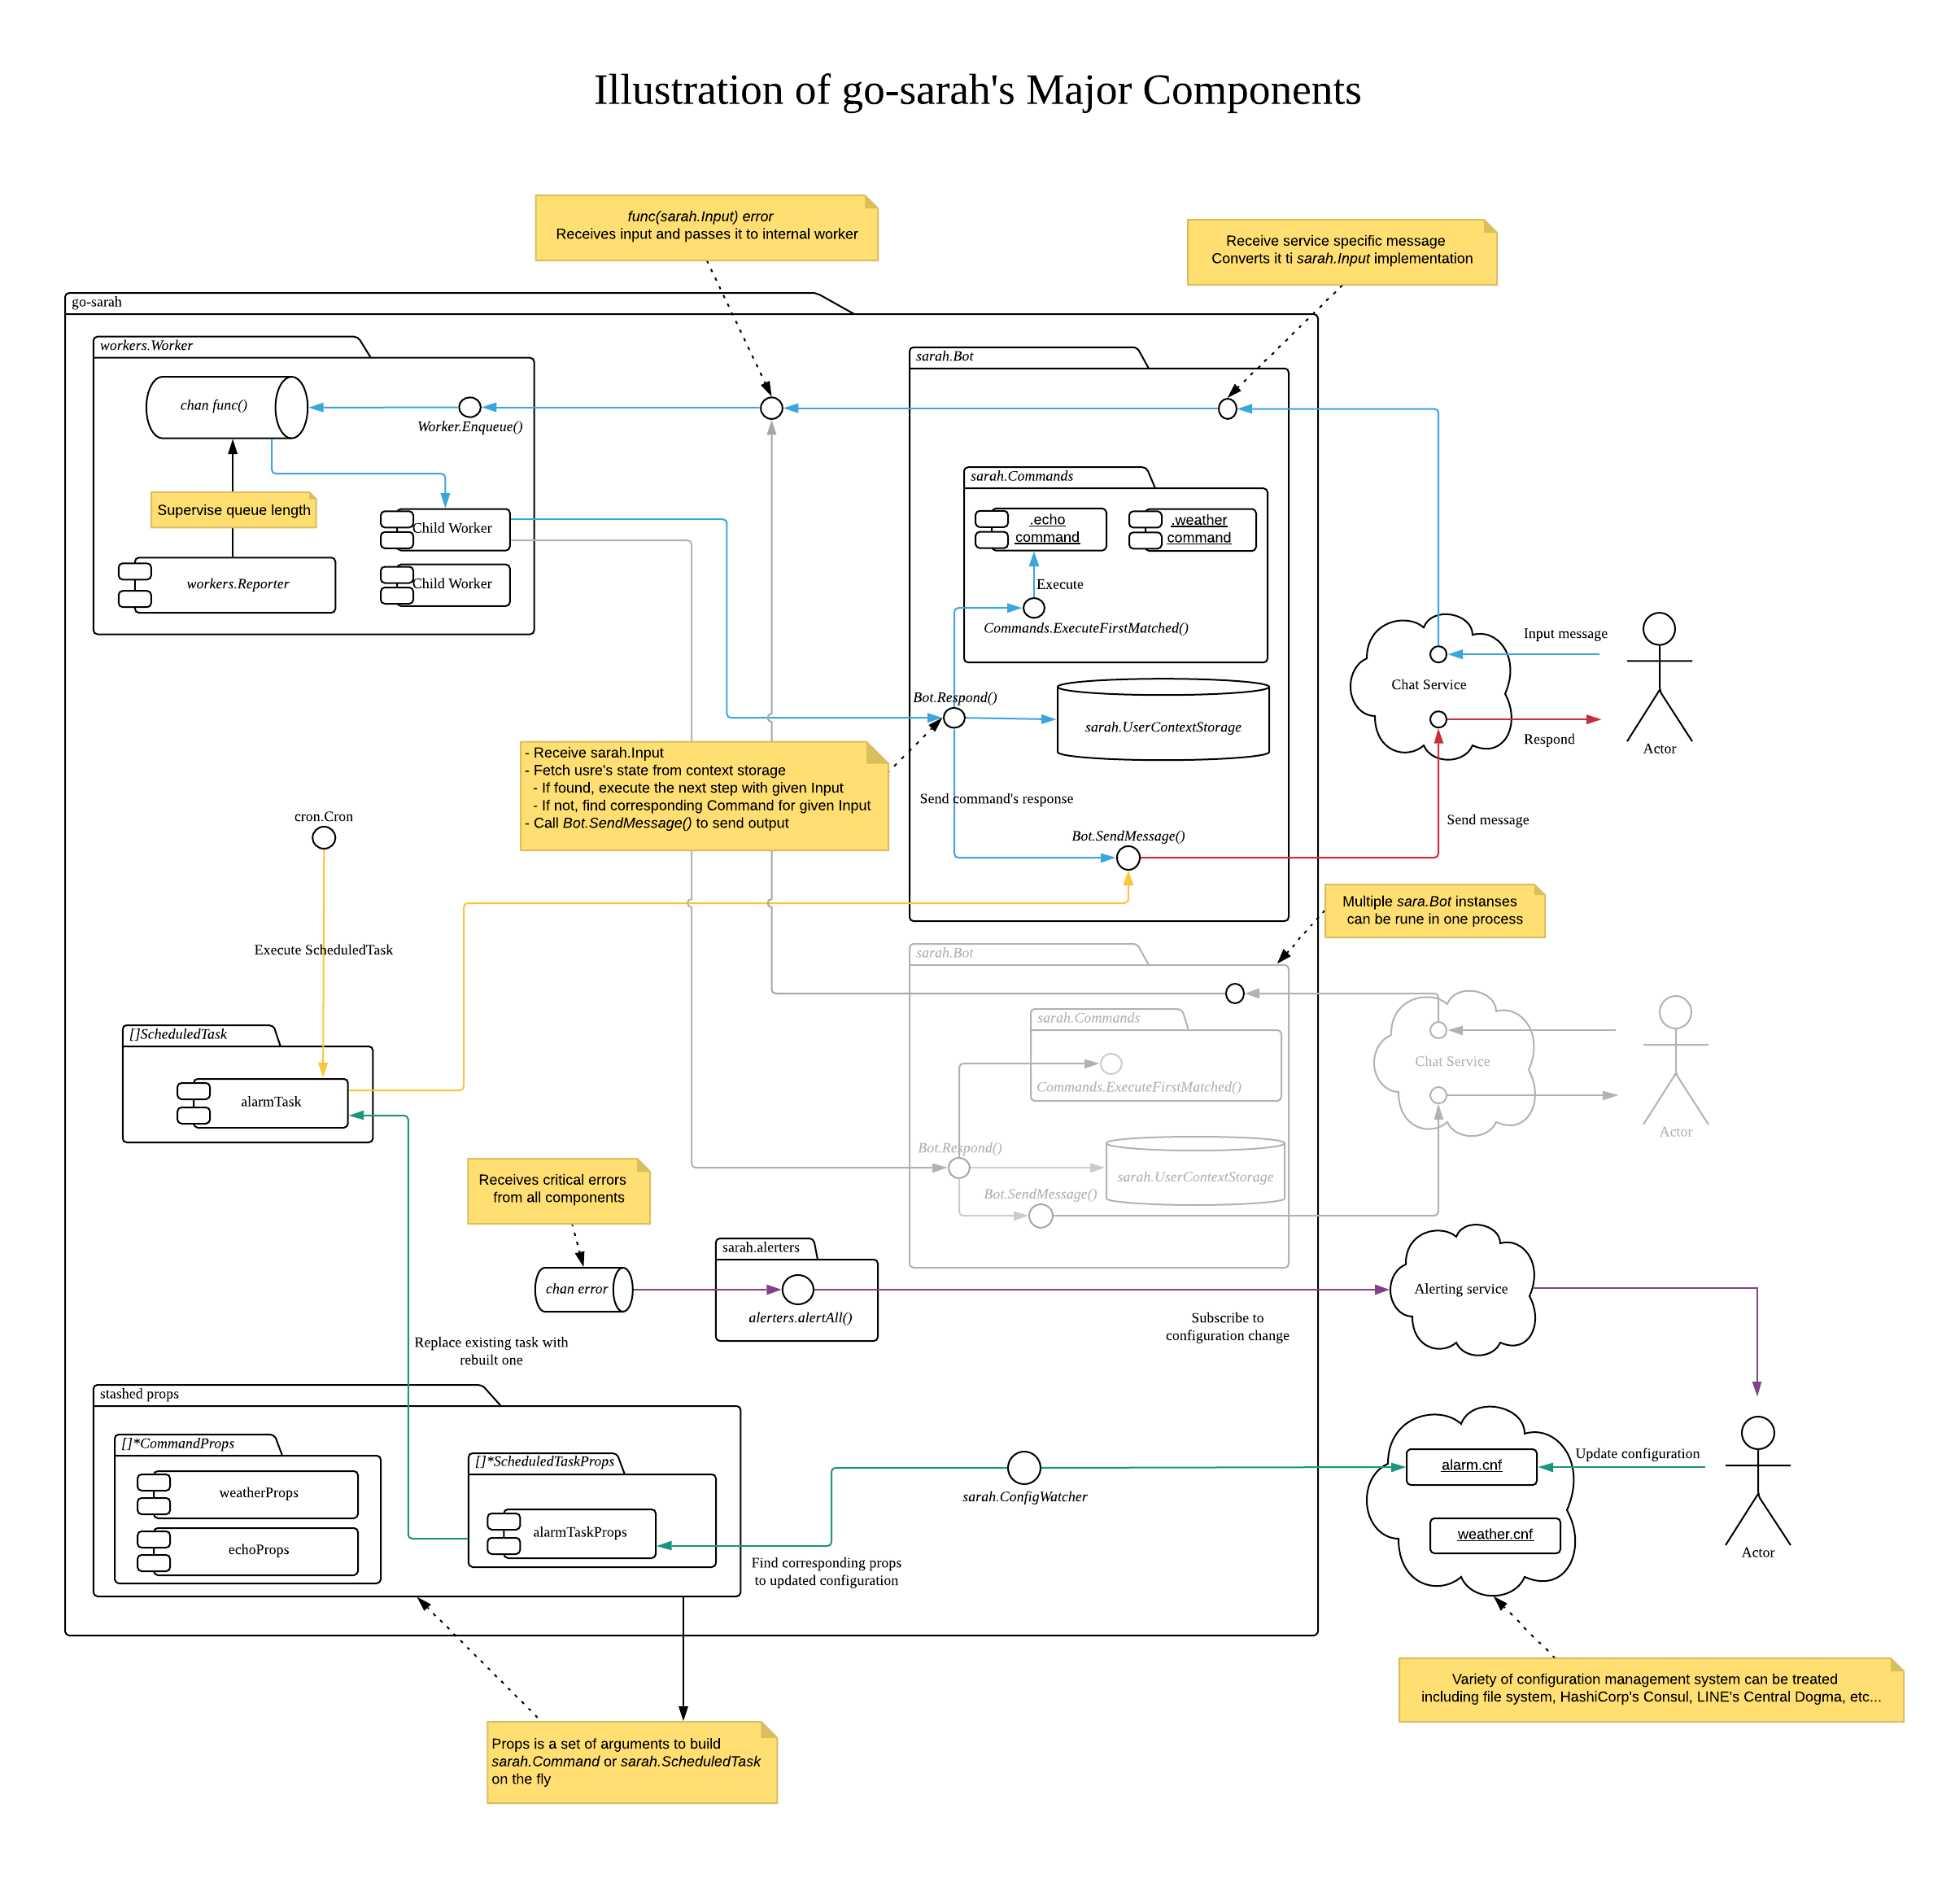 Illustration of go-sarah's Major Components
func(sarah.Input) error
Receives input and passes it to internal worker
Receive service specific message
Converts it ti sarah.Input implementation
go-sarah
workers.Worker
chan func()
Worker.Enqueue()
Supervise queue length
Child Worker
workers.Reporter
Child Worker
sarah.Bot
sarah.Commands
.echo
command
.weather
command
Execute
Commands.ExecuteFirstMatched()
Bot.Respond()
sarah.UserContextStorage
Send command's response
Bot.SendMessage()
Input message
Chat Service
Respond
Actor
Send message
- Receive sarah.Input
- Fetch usre's state from context storage
- If found, execute the next step with given Input
- If not, find corresponding Command for given Input
- Call Bot.SendMessage() to send output
cron.Cron
Execute ScheduledTask
Multiple sara.Bot instanses
can be rune in one process
sarah.Bot
sarah.Commands
Commands.ExecuteFirstMatched()
Bot.Respond()
sarah.UserContextStorage
Bot.SendMessage()
Chat Service
Actor
[]ScheduledTask
alarmTask
Receives critical errors
from all components
chan error
sarah.alerters
alerters.alertAll()
Subscribe to
configuration change
Alerting service
Replace existing task with
rebuilt one
stashed props
[]*CommandProps
weatherProps
echoProps
[]*ScheduledTaskProps
alarmTaskProps
sarah.ConfigWatcher
Find corresponding props
to updated configuration
alarm.cnf
weather.cnf
Update configuration
Actor
Variety of configuration management system can be treated
including file system, HashiCorp's Consul, LINE's Central Dogma, etc...
Props is a set of arguments to build
sarah.Command or sarah.ScheduledTask
on the fly